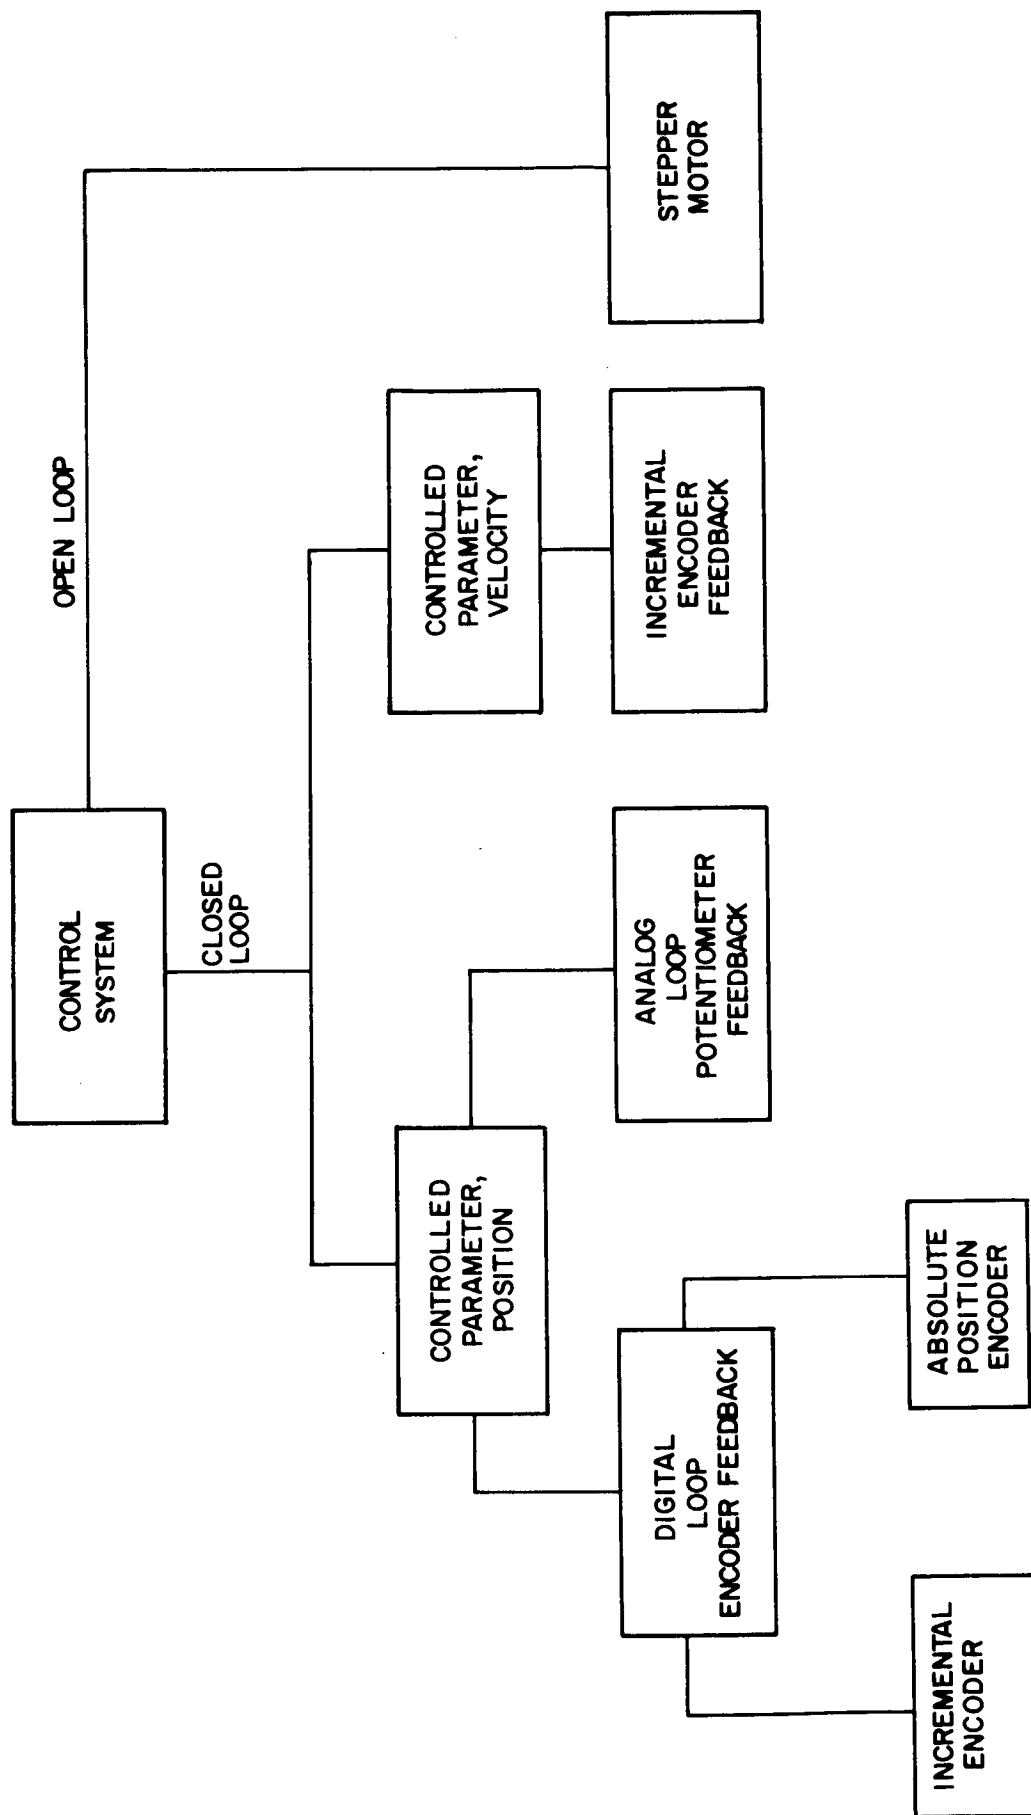 CONTROL
SYSTEM
OPEN LOOP
CLOSED
LOOP
CONTROLLED
PARAMETER,
POSITION
CONTROLLED
PARAMETER,
VELOCITY
DIGITAL
LOOP
ENCODER FEEDBACK
ANALOG
LOOP
POTENTIOMETER
FEEDBACK
INCREMENTAL
ENCODER
FEEDBACK
STEPPER
MOTOR
INCREMENTAL
ENCODER
ABSOLUTE
POSITION
ENCODER